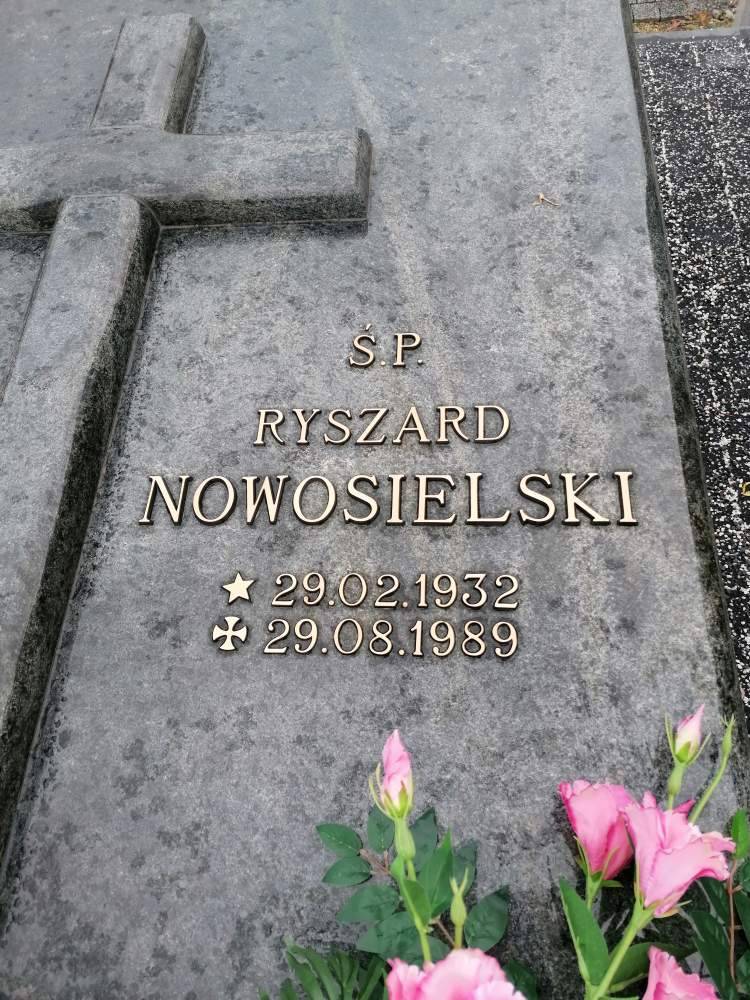 Ś.P.
RYSZARD
NOWOSIELSKI
29.02.1932
29.08.1989